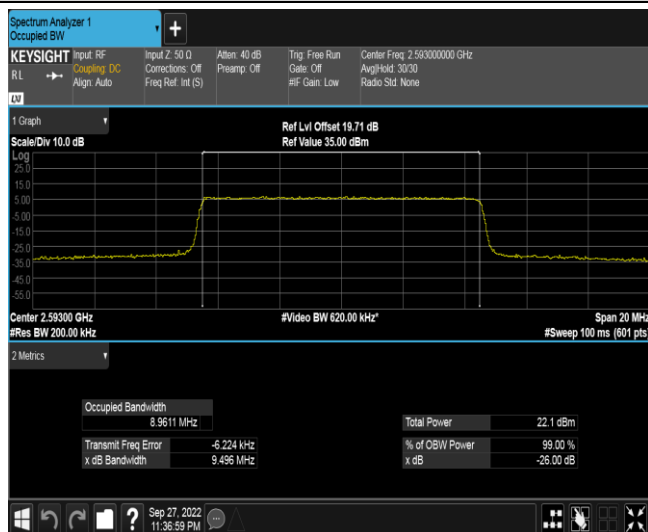 Spectrum Analyzer 1
Occupied BW
+
KEYSIGHT
R L
LXI
Input: RF
Coupling: DC
Align: Auto
Input Z: 50 Ω
Corrections: Off
Freq Ref: Int (S)
Atten: 40 dB
Preamp: Off
Trig: Free Run
Gate: Off
#IF Gain: Low
Center Freq: 2.593000000 GHz
Avg|Hold: 30/30
Radio Std: None
1 Graph
Scale/Div 10.0 dB
Ref Lvl Offset 19.71 dB
Ref Value 35.00 dBm
Log
25.0
15.0
5.00
-5.00
-15.0
-25.0
-35.0
-45.0
-55.0
Center 2.59300 GHz
#Video BW 620.00 kHz*
Span 20 MHz
#Res BW 200.00 kHz
#Sweep 100 ms (601 pts)
2 Metrics
Occupied Bandwidth
8.9611 MHz
Total Power 22.1 dBm
Transmit Freq Error -6.224 kHz
% of OBW Power 99.00 %
x dB Bandwidth 9.496 MHz
x dB -26.00 dB
?
Sep 27, 2022
11:36:59 PM